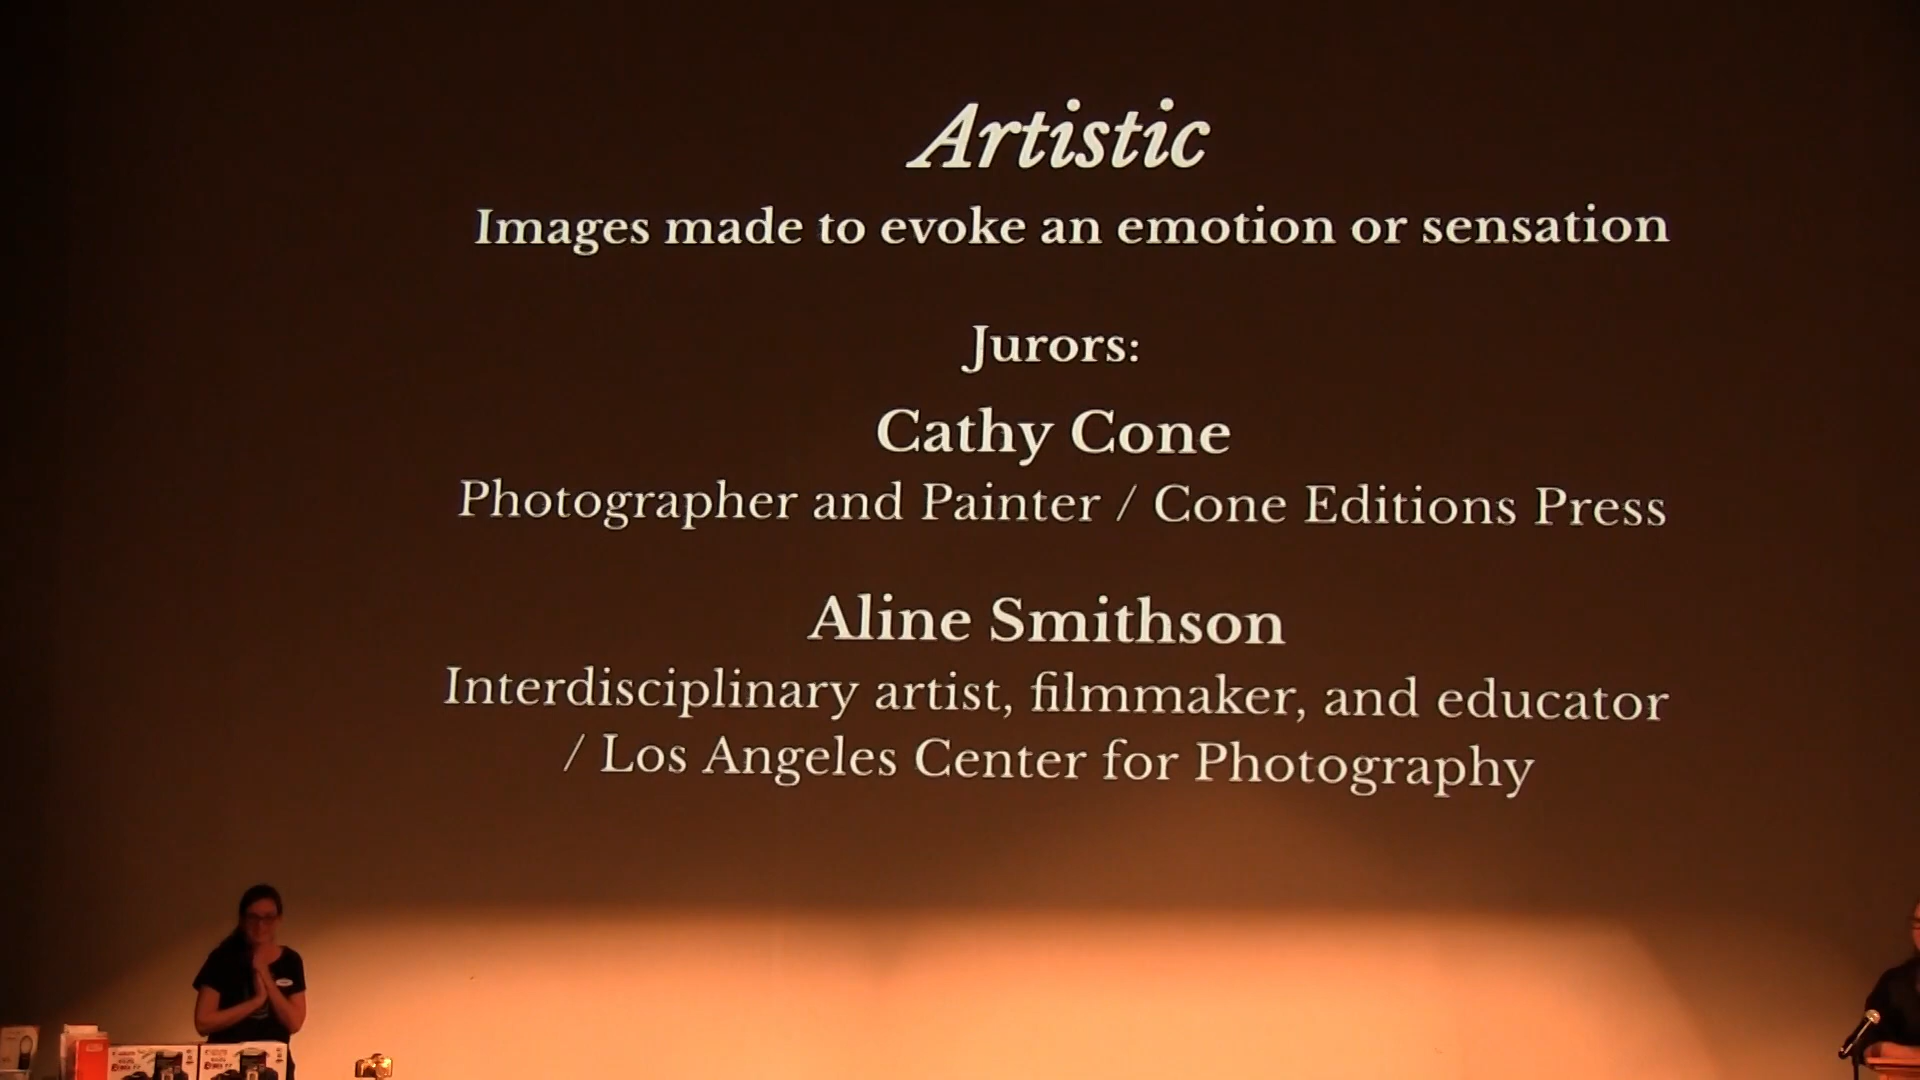 Artistic
Images made to evoke an emotion or sensation
Jurors:
Cathy Cone
Photographer and Painter / Cone Editions Press
Aline Smithson
Interdisciplinary artist, filmmaker, and educator
/ Los Angeles Center for Photography